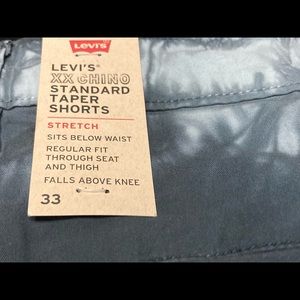 Levi's
LEVI'S®
XX CHINO
STANDARD
TAPER
SHORTS
STRETCH
SITS BELOW WAIST
REGULAR FIT
THROUGH SEAT
AND THIGH
FALLS ABOVE KNEE
33